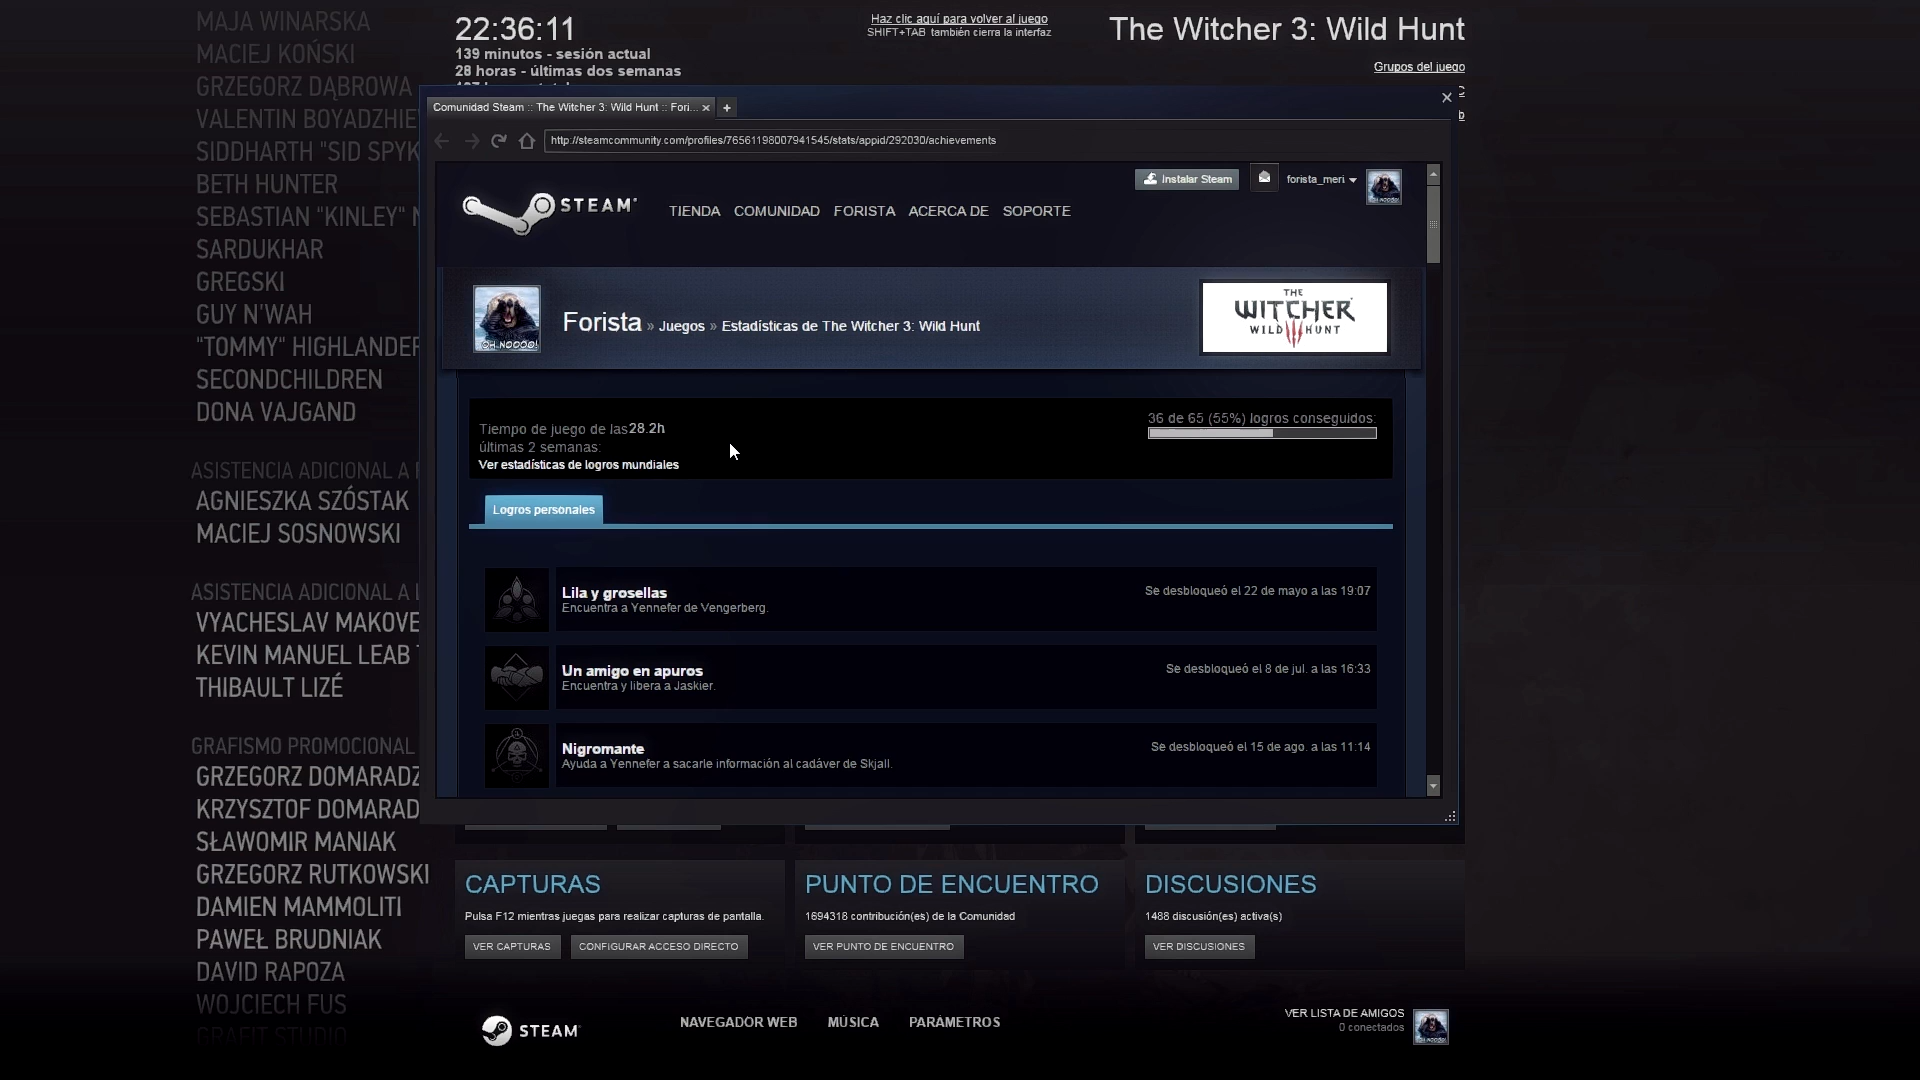 MAJA WINARSKA
MACIEJ KOŃSKI
GRZEGORZ DĄBROWA
VALENTIN BOYADZHIE
SIDDHARTH "SID SPYK
BETH HUNTER
SEBASTIAN "KINLEY"
SARDUKHAR
GREGSKI
GUY N'WAH
"TOMMY" HIGHLANDER
SECONDCHILDREN
DONA VAJGAND
ASISTENCIA ADICIONAL A
AGNIESZKA SZÓSTAK
MACIEJ SOSNOWSKI
ASISTENCIA ADICIONAL A
VYACHESLAV MAKOVE
KEVIN MANUEL LEAB
THIBAULT LIZÉ
GRAFISMO PROMOCIONAL
GRZEGORZ DOMARADZ
KRZYSZTOF DOMARAD
SŁAWOMIR MANIAK
GRZEGORZ RUTKOWSKI
DAMIEN MAMMOLITI
PAWEŁ BRUDNIAK
DAVID RAPOZA
WOJCIECH FUS
GRAFIT STUDIO
22:36:11
139 minutos - sesión actual
28 horas - últimas dos semanas
Haz clic aquí para volver al juego
SHIFT+TAB también cierra la interfaz
The Witcher 3: Wild Hunt
Grupos del juego
Comunidad Steam :: The Witcher 3: Wild Hunt :: Fori...
http://steamcommunity.com/profiles/76561198007941545/stats/appid/292030/achievements
Instalar Steam
forista_meri
STEAM
TIENDA COMUNIDAD FORISTA ACERCA DE SOPORTE
OH NOOOO!
Forista » Juegos » Estadísticas de The Witcher 3: Wild Hunt
THE
WITCHER
WILD HUNT
Tiempo de juego de las 28.2h
últimas 2 semanas:
Ver estadísticas de logros mundiales
36 de 65 (55%) logros conseguidos:
Logros personales
Lila y grosellas
Encuentra a Yennefer de Vengerberg.
Se desbloqueó el 22 de mayo a las 19:07
Un amigo en apuros
Encuentra y libera a Jaskier.
Se desbloqueó el 8 de jul. a las 16:33
Nigromante
Ayuda a Yennefer a sacarle información al cadáver de Skjall.
Se desbloqueó el 15 de ago. a las 11:14
CAPTURAS
Pulsa F12 mientras juegas para realizar capturas de pantalla.
VER CAPTURAS
CONFIGURAR ACCESO DIRECTO
PUNTO DE ENCUENTRO
1694318 contribución(es) de la Comunidad
VER PUNTO DE ENCUENTRO
DISCUSIONES
1488 discusión(es) activa(s)
VER DISCUSIONES
STEAM
NAVEGADOR WEB MÚSICA PARÁMETROS
VER LISTA DE AMIGOS
0 conectados